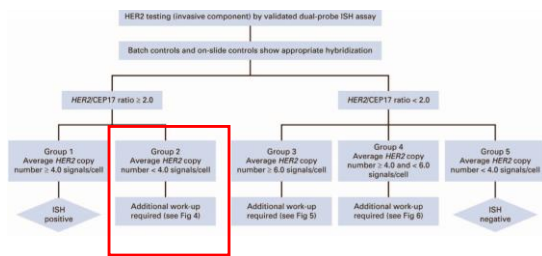 HER2 testing (invasive component) by validated dual-probe ISH assay
Batch controls and on-slide controls show appropriate hybridization
HER2/CEP17 ratio ≥ 2.0
HER2/CEP17 ratio < 2.0
Group 1
Average HER2 copy
number ≥ 4.0 signals/cell
Group 2
Average HER2 copy
number < 4.0 signals/cell
Group 3
Average HER2 copy
number ≥ 6.0 signals/cell
Group 4
Average HER2 copy
number ≥ 4.0 and < 6.0
signals/cell
Group 5
Average HER2 copy
number < 4.0 signals/cell
ISH
positive
Additional work-up
required (see Fig 4)
Additional work-up
required (see Fig 5)
Additional work-up
required (see Fig 6)
ISH
negative